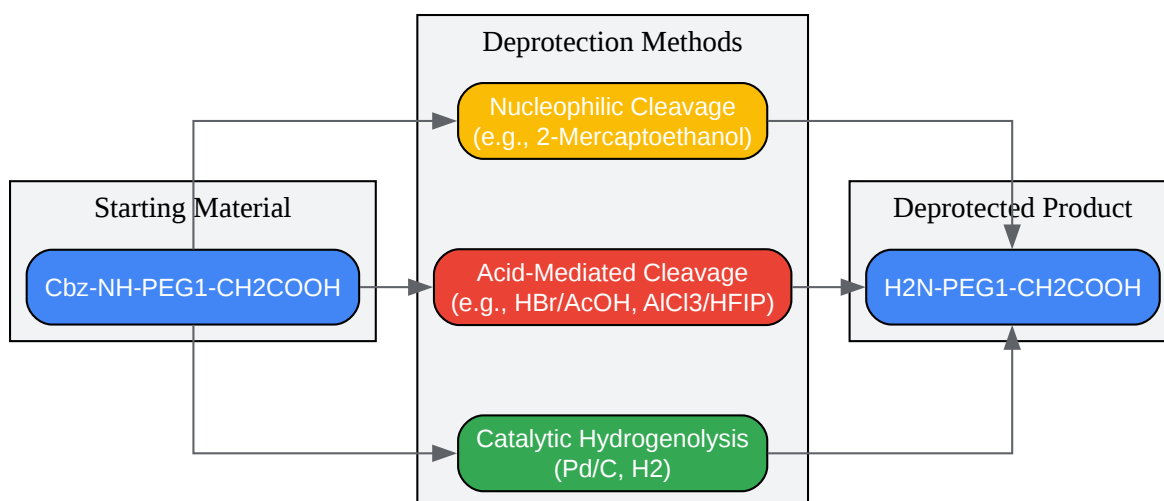 Deprotection Methods
Nucleophilic Cleavage
(e.g., 2-Mercaptoethanol)
Starting Material
Cbz-NH-PEG1-CH2COOH
Acid-Mediated Cleavage
(e.g., HBr/AcOH, AlCl3/HFIP)
Deprotected Product
H2N-PEG1-CH2COOH
Catalytic Hydrogenolysis
(Pd/C, H2)